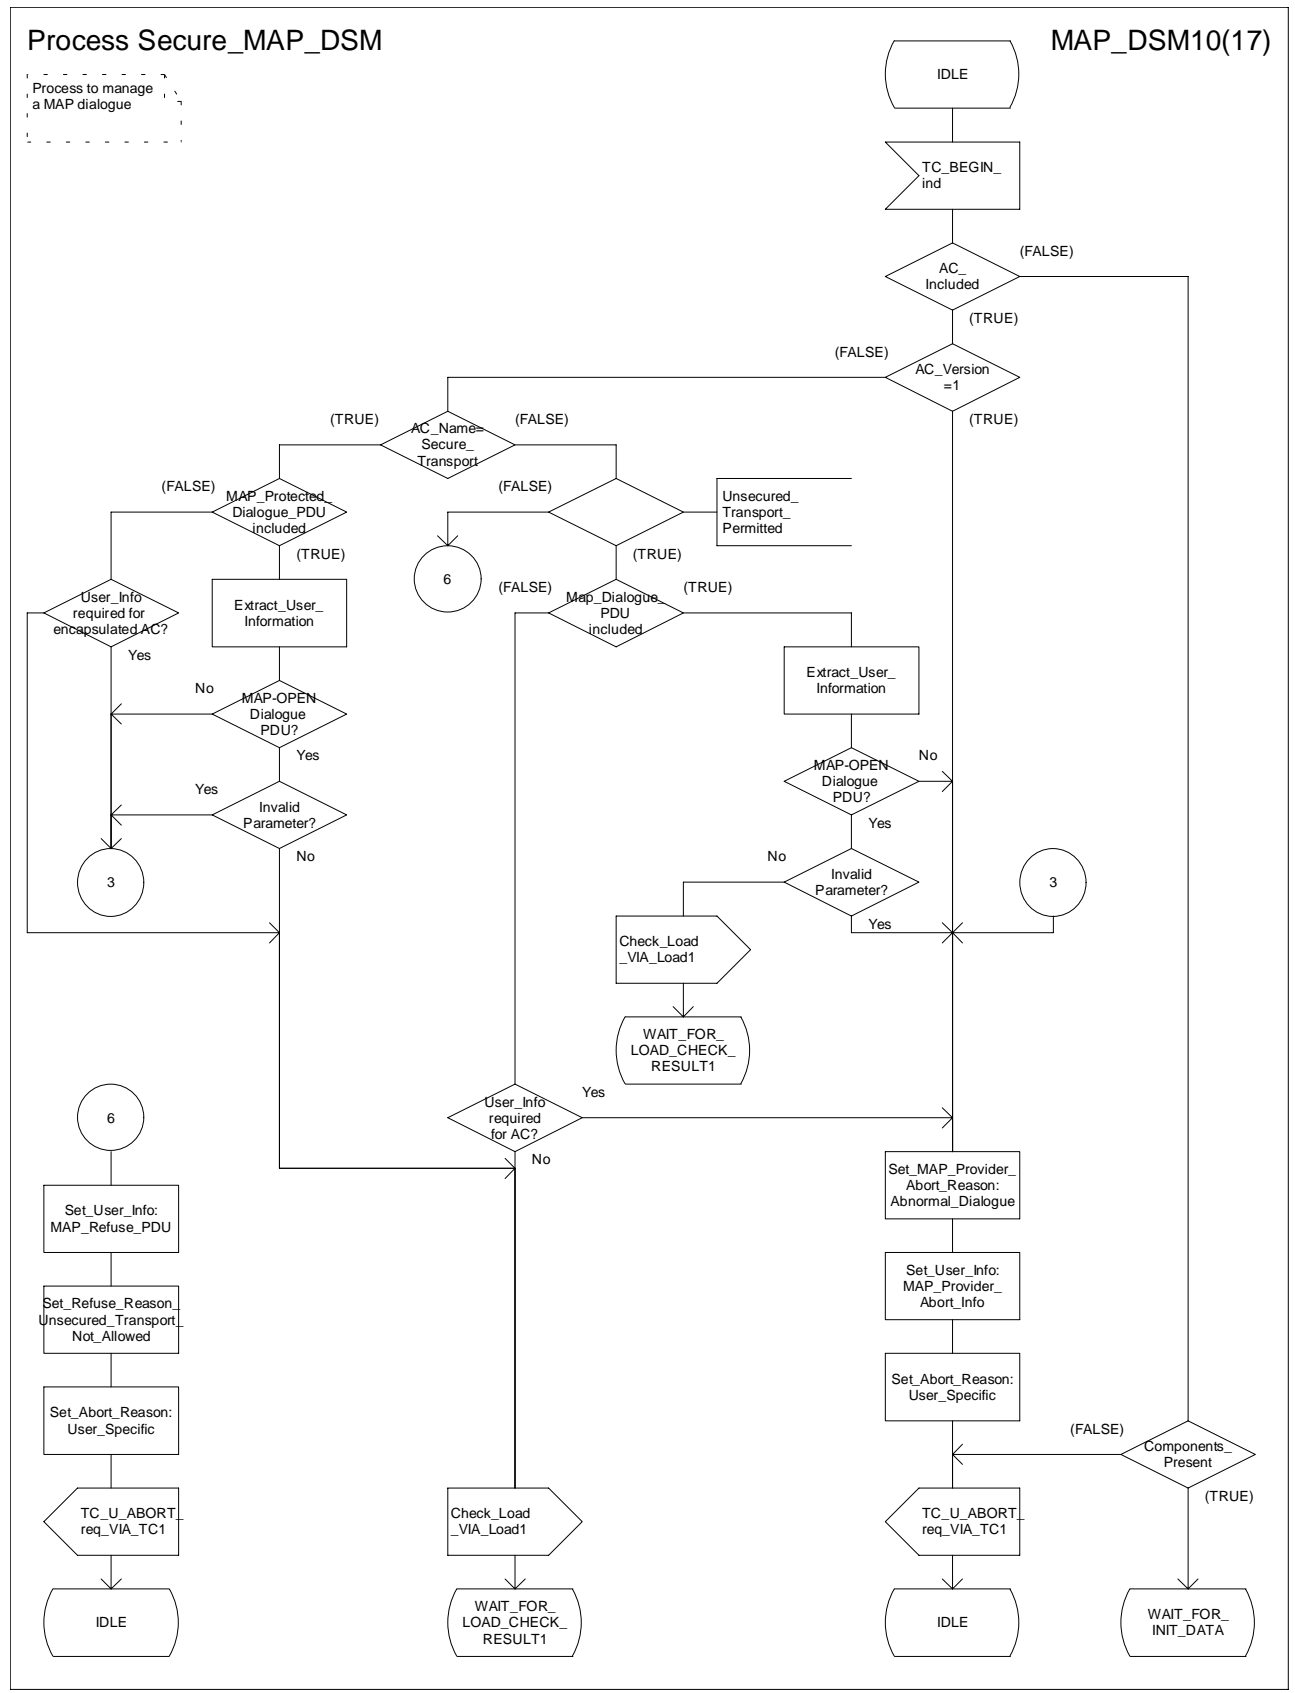 Process Secure_MAP_DSM
MAP_DSM10(17)
Process to manage
a MAP dialogue
IDLE
TC_BEGIN_
ind
(FALSE)
AC_
Included
(TRUE)
(FALSE)
AC_Version
=1
(TRUE)
(TRUE)
(FALSE)
AC_Name=
Secure_
Transport
(FALSE)
MAP_Protected_
Dialogue_PDU
included
(TRUE)
(FALSE)
Unsecured_
Transport_
Permitted
(TRUE)
6
(FALSE)
(TRUE)
User_Info
required for
encapsulated AC?
Yes
Extract_User_
Information
Map_Dialogue_
PDU
included
Extract_User_
Information
No
MAP-OPEN
Dialogue
PDU?
Yes
No
MAP-OPEN
Dialogue
PDU?
Yes
Yes
Invalid
Parameter?
No
No
Invalid
Parameter?
Yes
3
3
Check_Load
_VIA_Load1
WAIT_FOR_
LOAD_CHECK_
RESULT1
6
Yes
User_Info
required
for AC?
No
Set_MAP_Provider_
Abort_Reason:
Abnormal_Dialogue
Set_User_Info:
MAP_Refuse_PDU
Set_User_Info:
MAP_Provider_
Abort_Info
Set_Refuse_Reason_
Unsecured_Transport_
Not_Allowed
Set_Abort_Reason:
User_Specific
Set_Abort_Reason:
User_Specific
(FALSE)
Components_
Present
(TRUE)
TC_U_ABORT_
req_VIA_TC1
Check_Load
_VIA_Load1
TC_U_ABORT_
req_VIA_TC1
IDLE
WAIT_FOR_
LOAD_CHECK_
RESULT1
IDLE
WAIT_FOR_
INIT_DATA